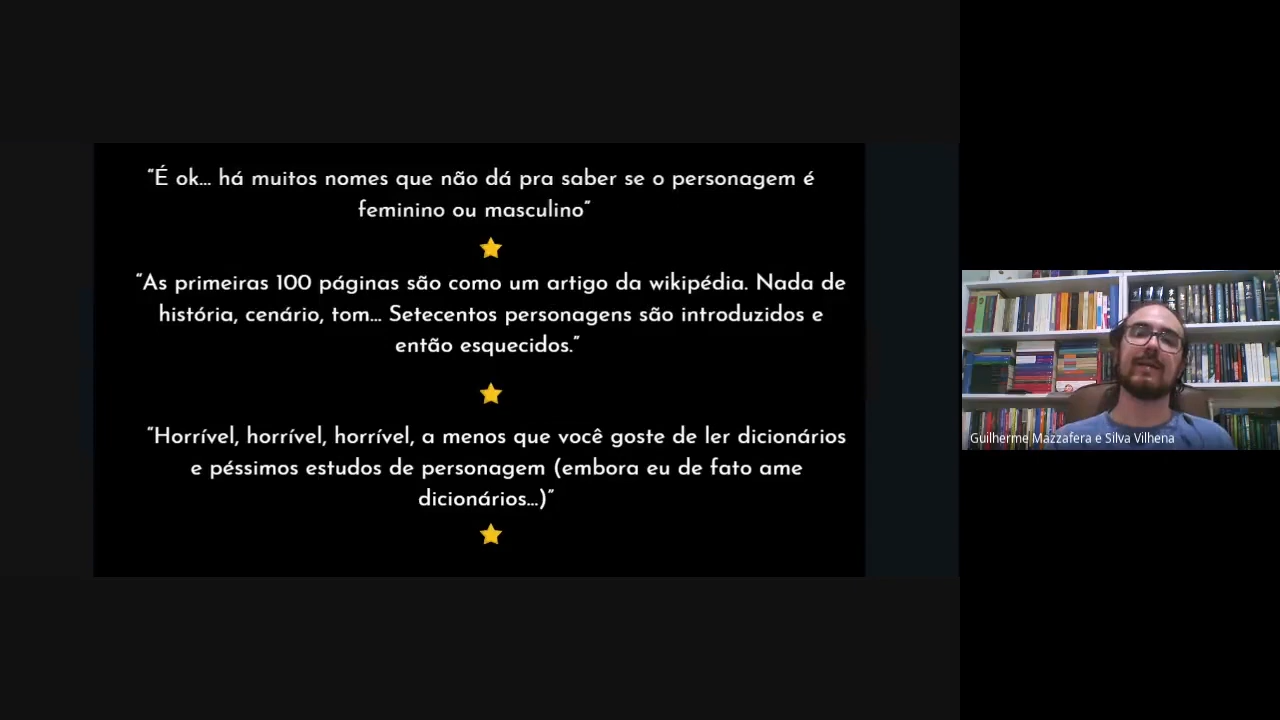 “É ok... há muitos nomes que não dá pra saber se o personagem é
feminino ou masculino”
“As primeiras 100 páginas são como um artigo da wikipédia. Nada de
história, cenário, tom... Setecentos personagens são introduzidos e
então esquecidos.”
“Horrível, horrível, horrível, a menos que você goste de ler dicionários
e péssimos estudos de personagem (embora eu de fato ame
dicionários...)”
Guilherme Mazzafera e Silva Vilhena